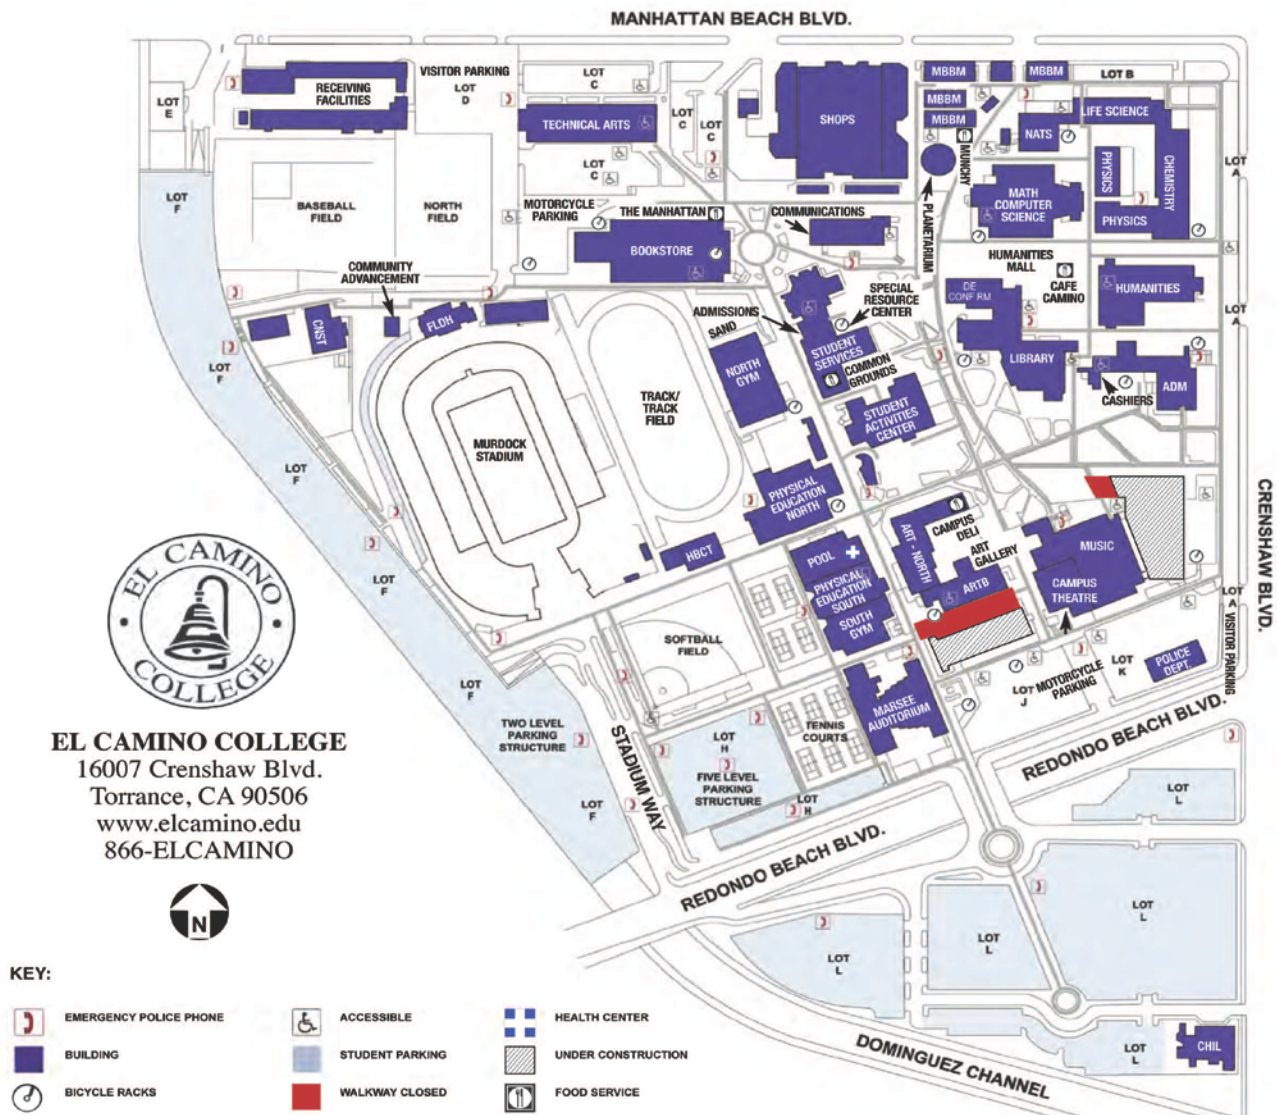 MANHATTAN BEACH BLVD.
RECEIVING
FACILITIES
VISITOR PARKING
LOT
D
LOT
E
LOT
C
TECHNICAL ARTS
LOT
C
LOT
C
LOT
C
SHOPS
MBBM
MBBM
LOT B
MBBM
MBBM
LIFE SCIENCE
NATS
MUNCHY
PHYSICS
CHEMISTRY
PHYSICS
LOT
A
MATH
COMPUTER
SCIENCE
PLANETARIUM
LOT
F
BASEBALL
FIELD
NORTH
FIELD
MOTORCYCLE
PARKING
THE MANHATTAN
BOOKSTORE
COMMUNICATIONS
HUMANITIES
MALL
CAFE
CAMINO
HUMANITIES
DE
CONF RM
LOT
A
COMMUNITY
ADVANCEMENT
CNST
FLDH
ADMISSIONS
SPECIAL
RESOURCE
CENTER
STUDENT
SERVICES
COMMON
GROUNDS
SAND
NORTH
GYM
LIBRARY
CASHIERS
ADM
LOT
F
TRACK/
TRACK
FIELD
STUDENT
ACTIVITIES
CENTER
MURDOCK
STADIUM
LOT
F
PHYSICAL
EDUCATION
NORTH
CRENSHAW BLVD.
CAMPUS
DELI
ART - NORTH
ART
GALLERY
ARTB
MUSIC
CAMPUS
THEATRE
HBCT
POOL
PHYSICAL
EDUCATION
SOUTH
SOUTH
GYM
LOT
F
SOFTBALL
FIELD
LOT
A
VISITOR PARKING
POLICE
DEPT.
LOT
K
MOTORCYCLE
PARKING
LOT
J
MARSEE
AUDITORIUM
TENNIS
COURTS
LOT
F
TWO LEVEL
PARKING
STRUCTURE
STADIUM WAY
LOT
H
FIVE LEVEL
PARKING
STRUCTURE
LOT
H
LOT
F
REDONDO BEACH BLVD.
REDONDO BEACH BLVD.
LOT
L
LOT
L
LOT
L
LOT
L
LOT
L
CHIL
DOMINGUEZ CHANNEL
EL CAMINO
COLLEGE
EL CAMINO COLLEGE
16007 Crenshaw Blvd.
Torrance, CA 90506
www.elcamino.edu
866-ELCAMINO
N
KEY:
EMERGENCY POLICE PHONE
BUILDING
BICYCLE RACKS
ACCESSIBLE
STUDENT PARKING
WALKWAY CLOSED
HEALTH CENTER
UNDER CONSTRUCTION
FOOD SERVICE